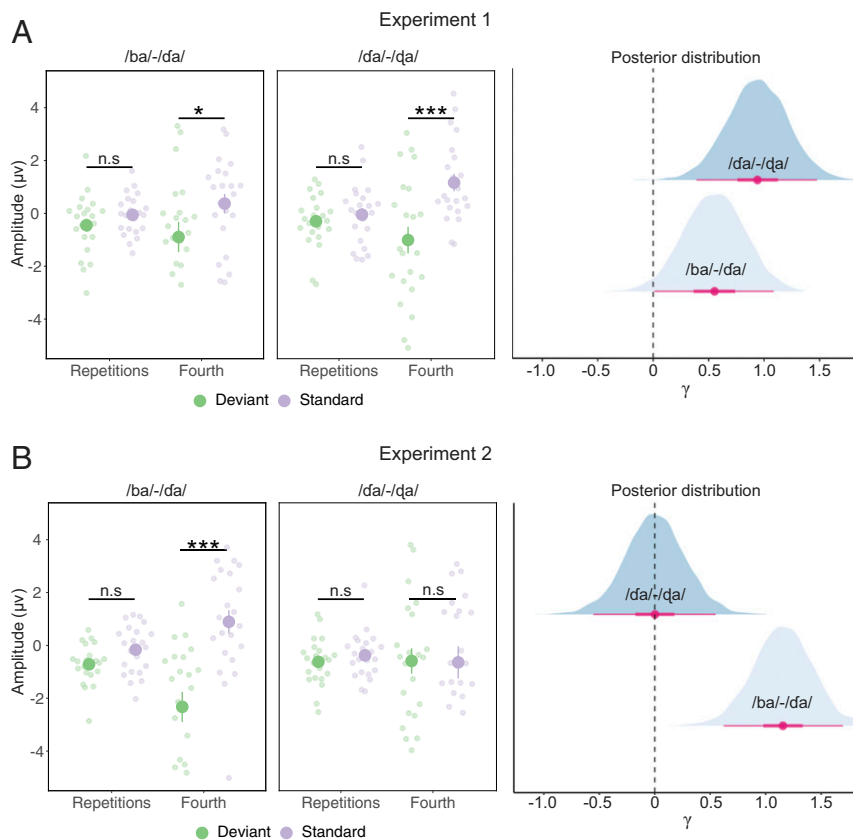 A
Experiment 1
/ba/-/ɗa/
/ɗa/-/ɖa/
Posterior distribution
Amplitude (μv)
4
2
0
-2
-4
n.s
*
n.s
***
/ɗa/-/ɖa/
/ba/-/ɗa/
Repetitions Fourth
Repetitions Fourth
-1.0 -0.5 0 0.5 1.0 1.5
γ
Deviant Standard
B
Experiment 2
/ba/-/ɗa/
/ɗa/-/ɖa/
Posterior distribution
Amplitude (μv)
4
2
0
-2
-4
n.s
***
n.s
n.s
/ɗa/-/ɖa/
/ba/-/ɗa/
Repetitions Fourth
Repetitions Fourth
-1.0 -0.5 0 0.5 1.0 1.5
γ
Deviant Standard